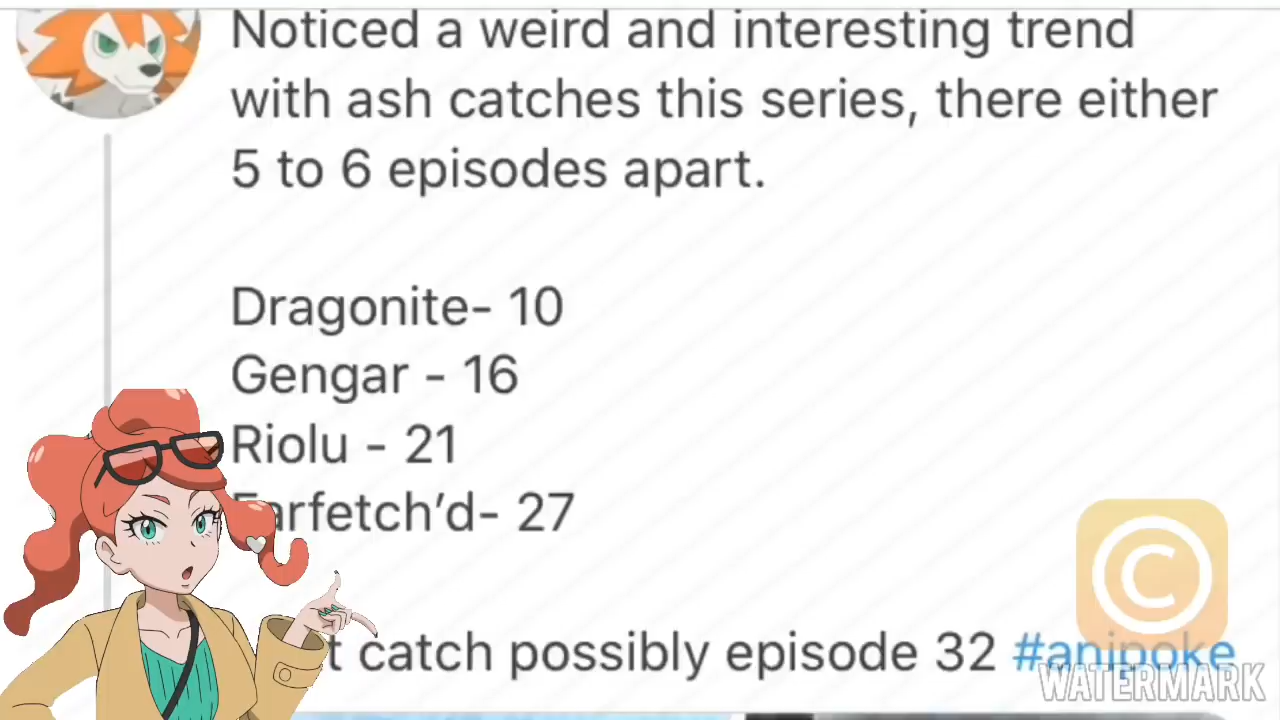 Noticed a weird and interesting trend
with ash catches this series, there either
5 to 6 episodes apart.
Dragonite- 10
Gengar - 16
Riolu - 21
Farfetch’d- 27
t catch possibly episode 32 #anipoke
WATERMARK